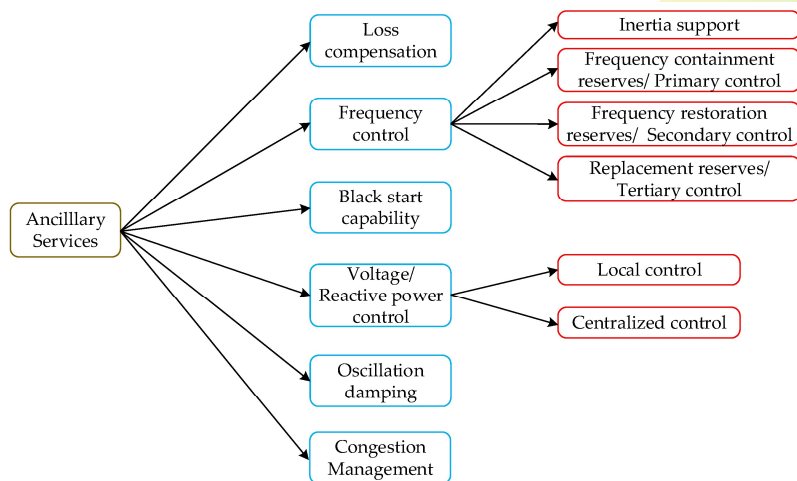 Ancilllary
Services
Loss
compensation
Frequency
control
Black start
capability
Voltage/
Reactive power
control
Oscillation
damping
Congestion
Management
Inertia support
Frequency containment
reserves/ Primary control
Frequency restoration
reserves/ Secondary control
Replacement reserves/
Tertiary control
Local control
Centralized control